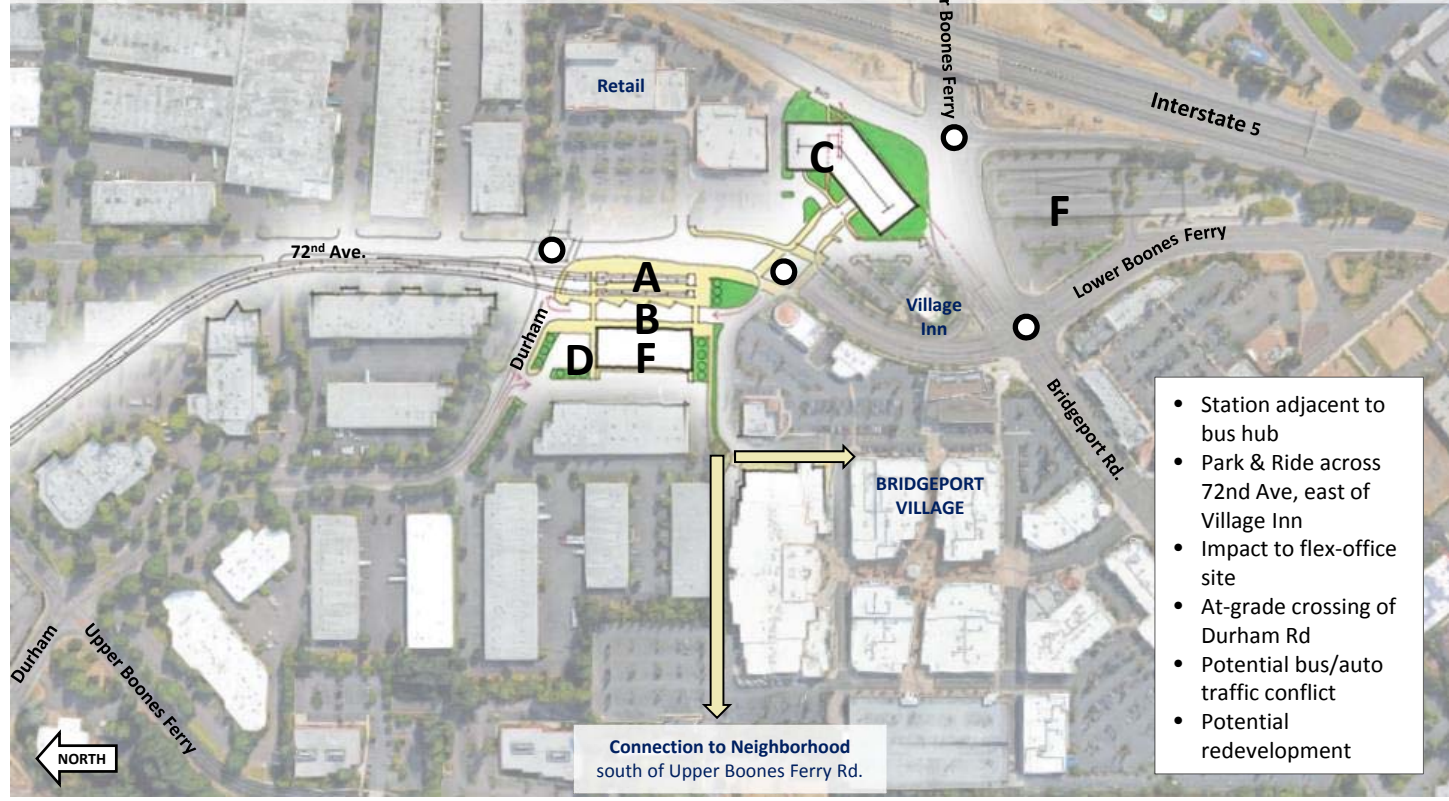 r Boones Ferry
Retail
Interstate 5
C
F
72nd Ave.
Lower Boones Ferry
A
Village
Inn
B
Durham
D
F
Bridgeport Rd.
• Station adjacent to
bus hub
• Park & Ride across
72nd Ave, east of
Village Inn
• Impact to flex-office
site
• At-grade crossing of
Durham Rd
• Potential bus/auto
traffic conflict
• Potential
redevelopment
BRIDGEPORT
VILLAGE
Durham
Upper Boones Ferry
NORTH
Connection to Neighborhood
south of Upper Boones Ferry Rd.